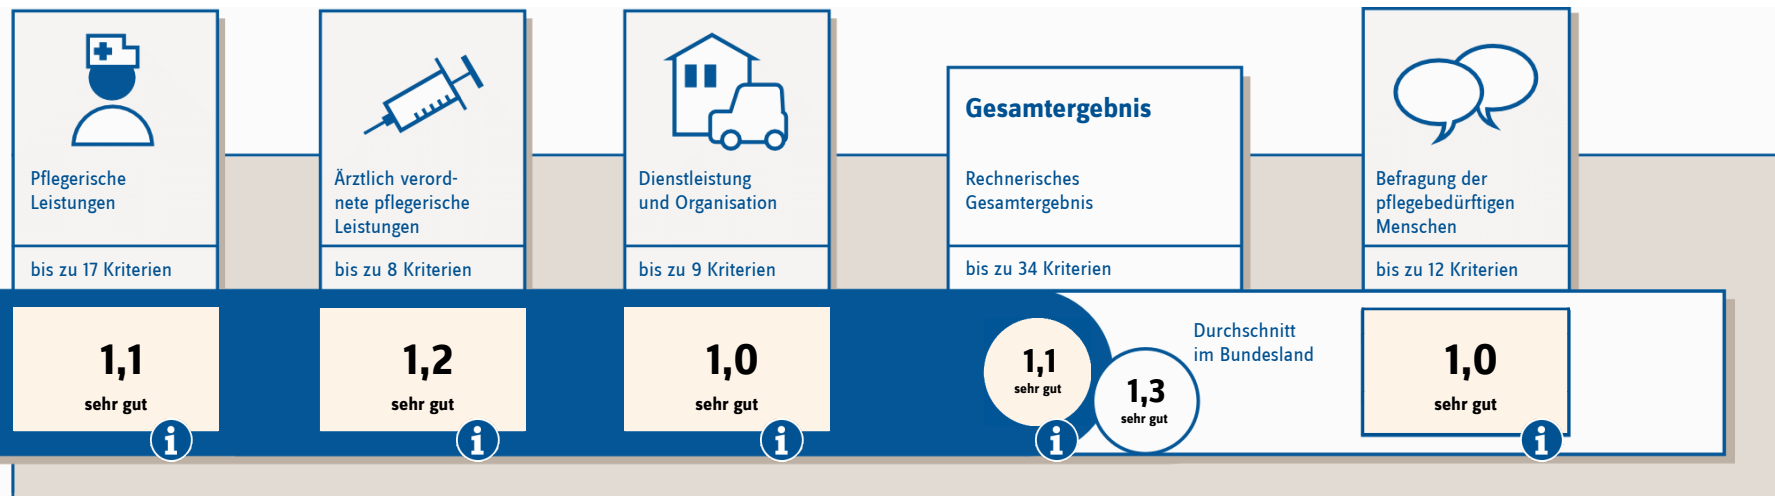 Pflegerische
Leistungen
bis zu 17 Kriterien
1,1
sehr gut
i
Ärztlich verord-
nete pflegerische
Leistungen
bis zu 8 Kriterien
1,2
sehr gut
i
Dienstleistung
und Organisation
bis zu 9 Kriterien
1,0
sehr gut
i
Gesamtergebnis
Rechnerisches
Gesamtergebnis
bis zu 34 Kriterien
1,1
sehr gut
i
1,3
sehr gut
Durchschnitt
im Bundesland
Befragung der
pflegebedürftigen
Menschen
bis zu 12 Kriterien
1,0
sehr gut
i